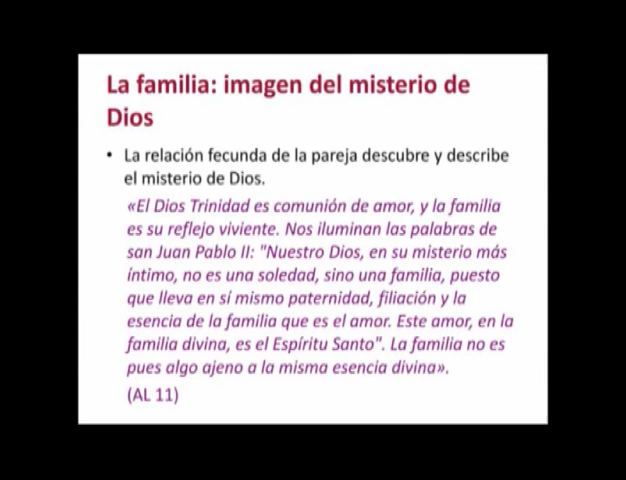 La familia: imagen del misterio de
Dios
• La relación fecunda de la pareja descubre y describe
el misterio de Dios.
«El Dios Trinidad es comunión de amor, y la familia
es su reflejo viviente. Nos iluminan las palabras de
san Juan Pablo II: "Nuestro Dios, en su misterio más
íntimo, no es una soledad, sino una familia, puesto
que lleva en sí mismo paternidad, filiación y la
esencia de la familia que es el amor. Este amor, en la
familia divina, es el Espíritu Santo". La familia no es
pues algo ajeno a la misma esencia divina».
(AL 11)